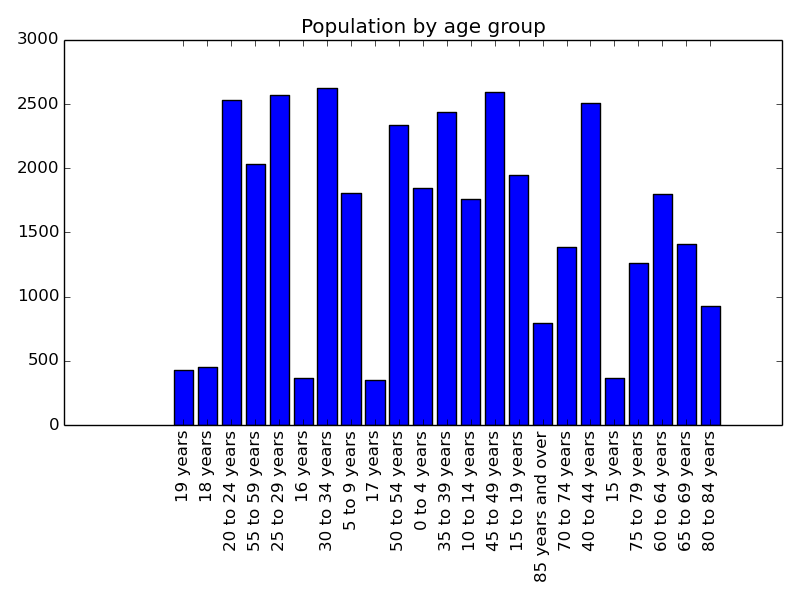 Population by age group
3000
2500
2000
1500
1000
500
0
19 years
18 years
20 to 24 years
55 to 59 years
25 to 29 years
16 years
30 to 34 years
5 to 9 years
17 years
50 to 54 years
0 to 4 years
35 to 39 years
10 to 14 years
45 to 49 years
15 to 19 years
85 years and over
70 to 74 years
40 to 44 years
15 years
75 to 79 years
60 to 64 years
65 to 69 years
80 to 84 years